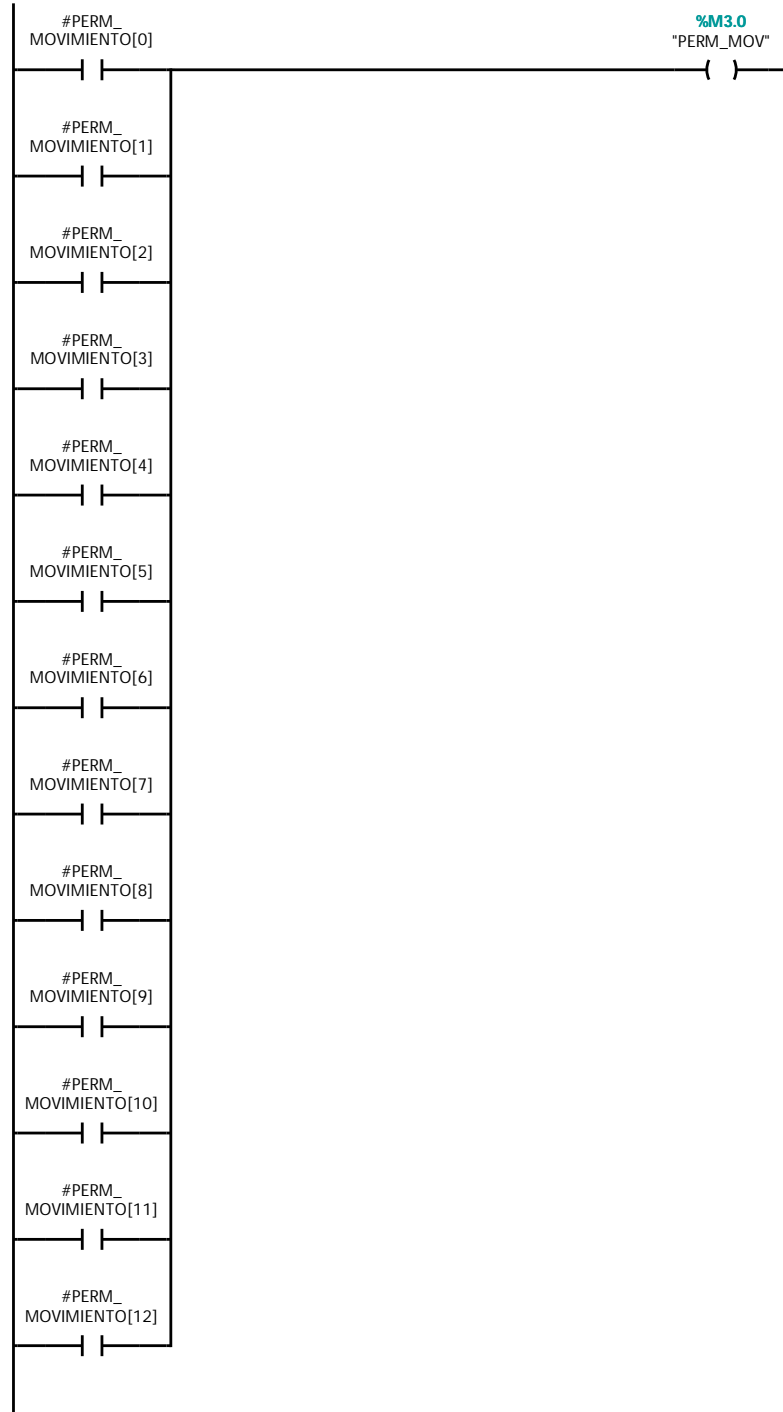 #PERM_
MOVIMIENTO[0]
%M3.0
"PERM_MOV"
#PERM_
MOVIMIENTO[1]
#PERM_
MOVIMIENTO[2]
#PERM_
MOVIMIENTO[3]
#PERM_
MOVIMIENTO[4]
#PERM_
MOVIMIENTO[5]
#PERM_
MOVIMIENTO[6]
#PERM_
MOVIMIENTO[7]
#PERM_
MOVIMIENTO[8]
#PERM_
MOVIMIENTO[9]
#PERM_
MOVIMIENTO[10]
#PERM_
MOVIMIENTO[11]
#PERM_
MOVIMIENTO[12]